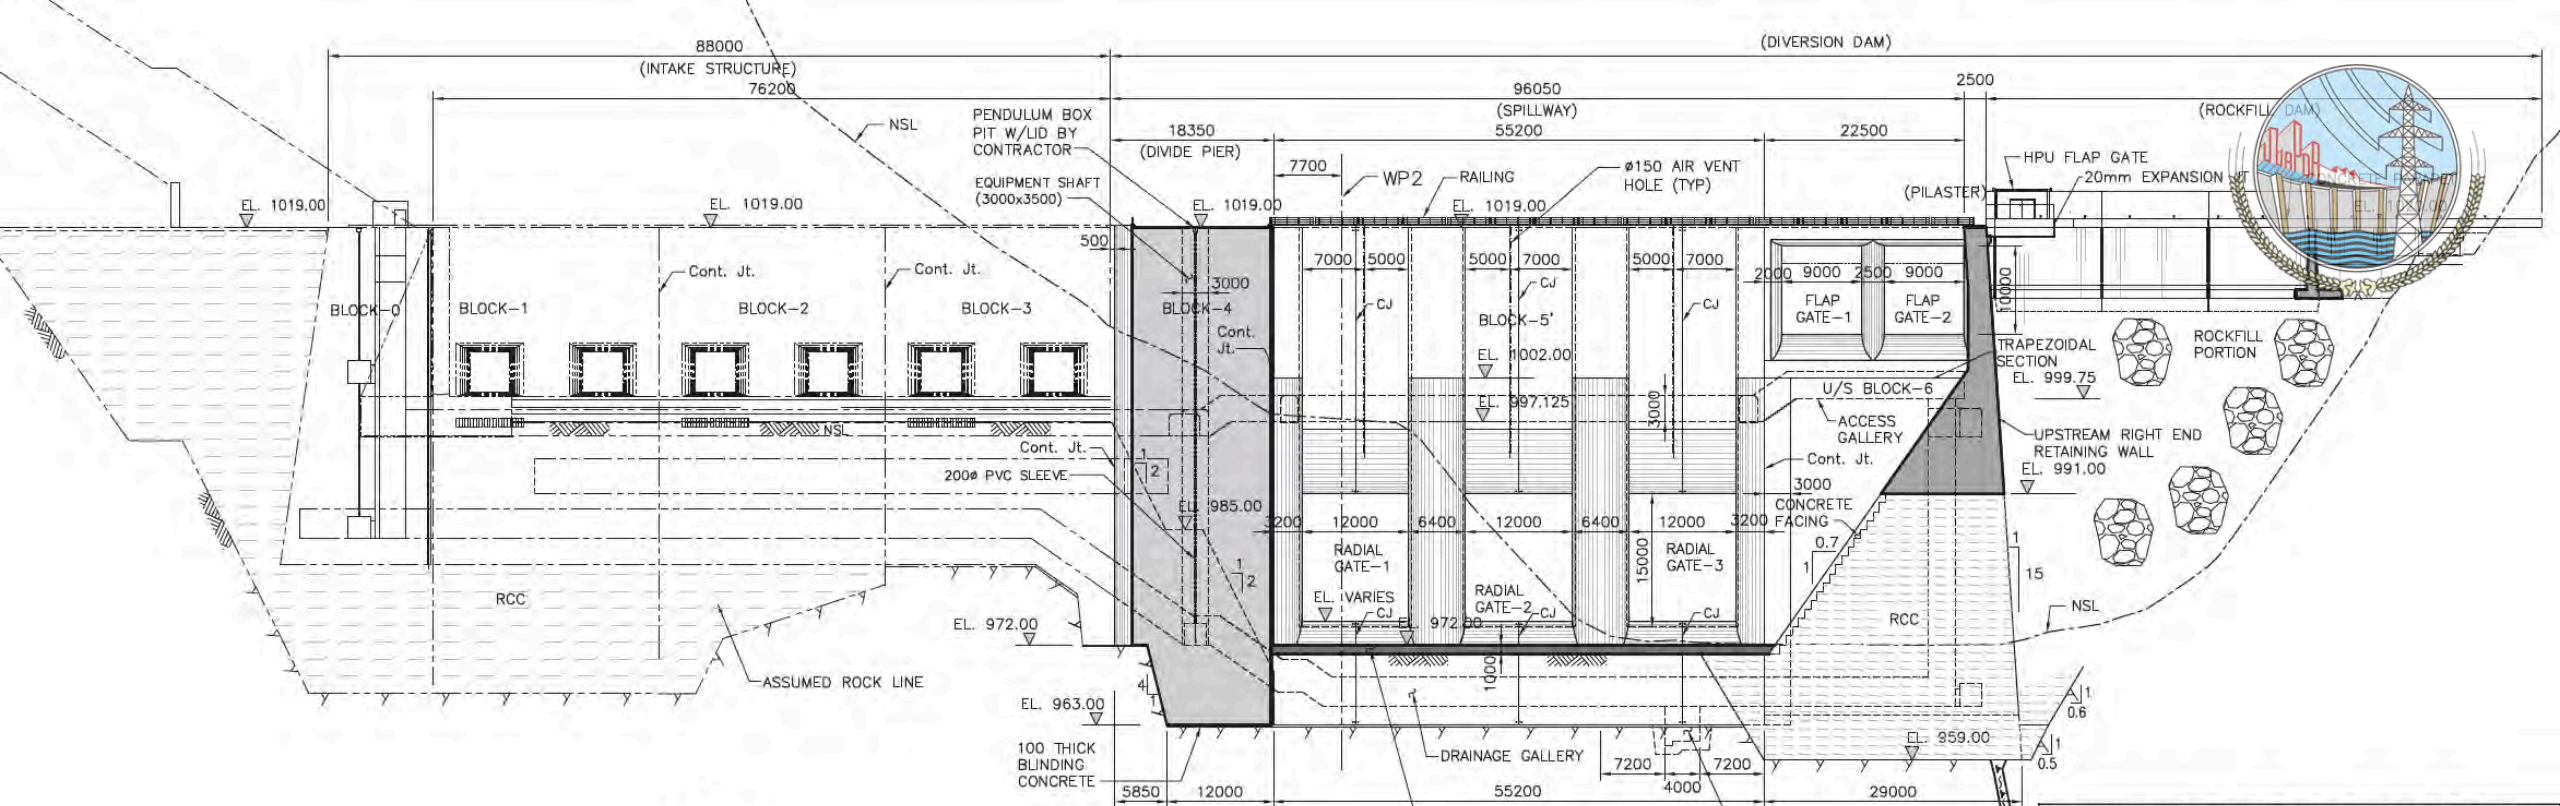 88000
(INTAKE STRUCTURE)
76200
(DIVERSION DAM)
96050
(SPILLWAY)
2500
(ROCKFILL DAM)
18350
(DIVIDE PIER)
55200
22500
7700
PENDULUM BOX
PIT W/LID BY
CONTRACTOR
EQUIPMENT SHAFT
(3000x3500)
NSL
WP2
RAILING
ø150 AIR VENT
HOLE (TYP)
(PILASTER)
HPU FLAP GATE
20mm EXPANSION JT
EL. 1019.00
EL. 1019.00
EL. 1019.00
EL. 1019.00
500
3000
7000
5000
5000
7000
5000
7000
2000
9000
2500
9000
10000
Cont. Jt.
Cont. Jt.
CJ
CJ
CJ
BLOCK-0
BLOCK-1
BLOCK-2
BLOCK-3
BLOCK-4
BLOCK-5'
FLAP
GATE-1
FLAP
GATE-2
Cont.
Jt.
EL. 1002.00
EL. 997.125
3000
TRAPEZOIDAL
SECTION
EL. 999.75
ROCKFILL
PORTION
U/S BLOCK-6
ACCESS
GALLERY
UPSTREAM RIGHT END
RETAINING WALL
EL. 991.00
NSL
Cont. Jt.
1
2
200ø PVC SLEEVE
Cont. Jt.
3000
CONCRETE
FACING
EL. 985.00
3200
12000
6400
12000
6400
12000
3200
RADIAL
GATE-1
15000
RADIAL
GATE-3
0.7
1
1
15
1
2
RADIAL
GATE-2
EL. VARIES
CJ
CJ
CJ
RCC
EL. 972.00
EL. 972.00
RCC
NSL
1000
ASSUMED ROCK LINE
4
1
EL. 963.00
100 THICK
BLINDING
CONCRETE
DRAINAGE GALLERY
EL. 959.00
1
0.6
1
0.5
7200
4000
7200
5850
12000
55200
29000